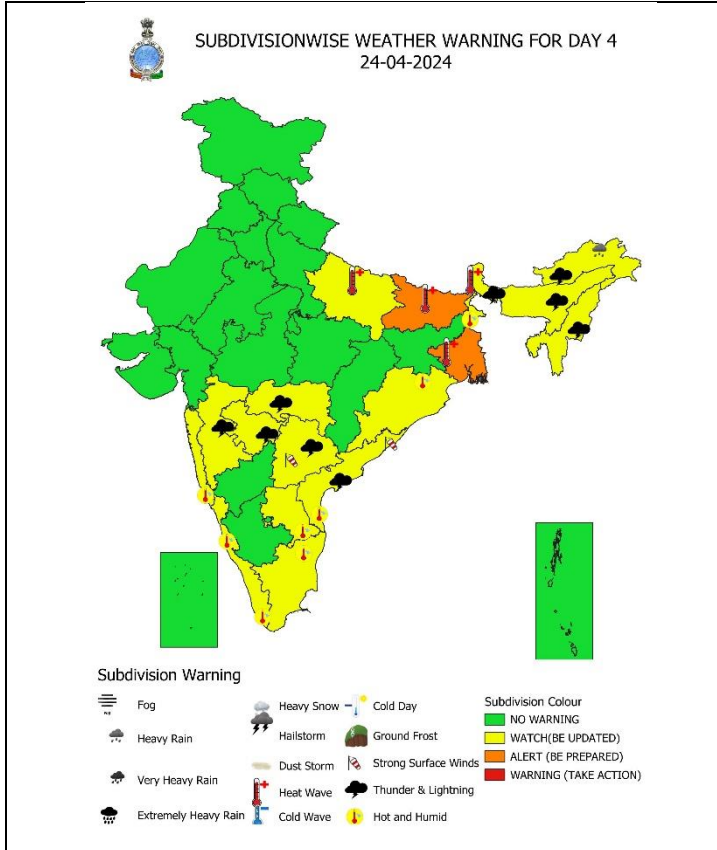 SUBDIVISIONWISE WEATHER WARNING FOR DAY 4
24-04-2024
Subdivision Warning
Fog
Heavy Rain
Very Heavy Rain
Extremely Heavy Rain
Heavy Snow
Hailstorm
Dust Storm
Heat Wave
Cold Wave
Cold Day
Ground Frost
Strong Surface Winds
Thunder & Lightning
Hot and Humid
Subdivision Colour
NO WARNING
WATCH(BE UPDATED)
ALERT (BE PREPARED)
WARNING (TAKE ACTION)